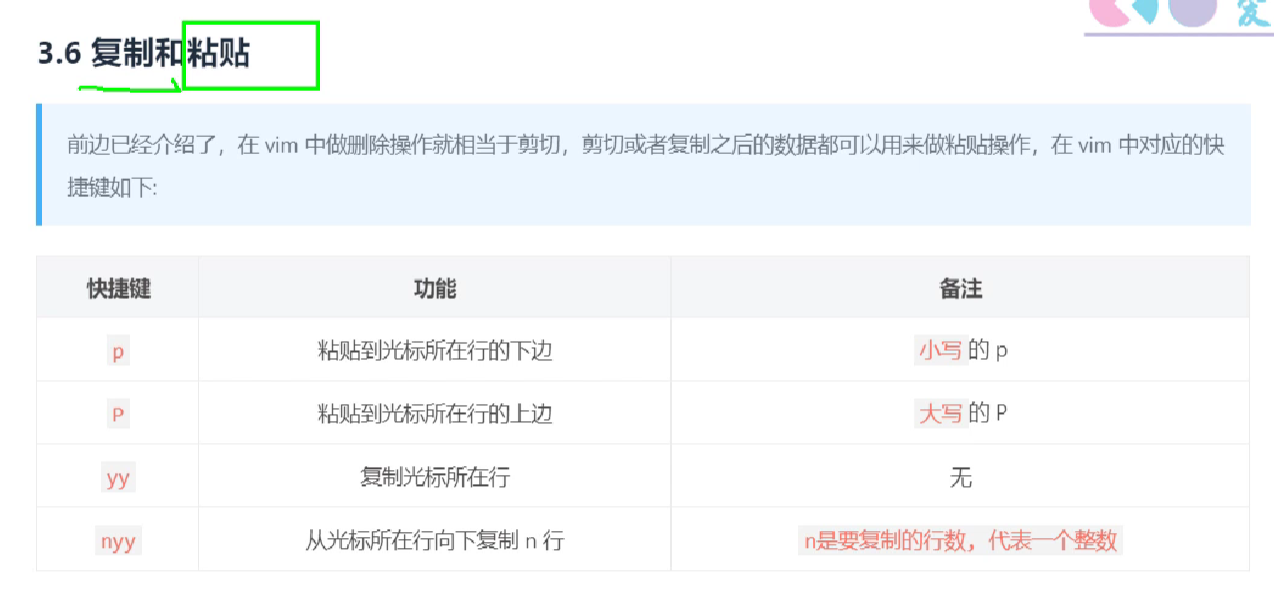 爱
3.6 复制和粘贴
前边已经介绍了，在 vim 中做删除操作就相当于剪切，剪切或者复制之后的数据都可以用来做粘贴操作，在 vim 中对应的快
捷键如下:
快捷键 功能 备注
p 粘贴到光标所在行的下边 小写 的 p
P 粘贴到光标所在行的上边 大写 的 P
yy 复制光标所在行 无
nyy 从光标所在行向下复制 n 行 n是要复制的行数，代表一个整数